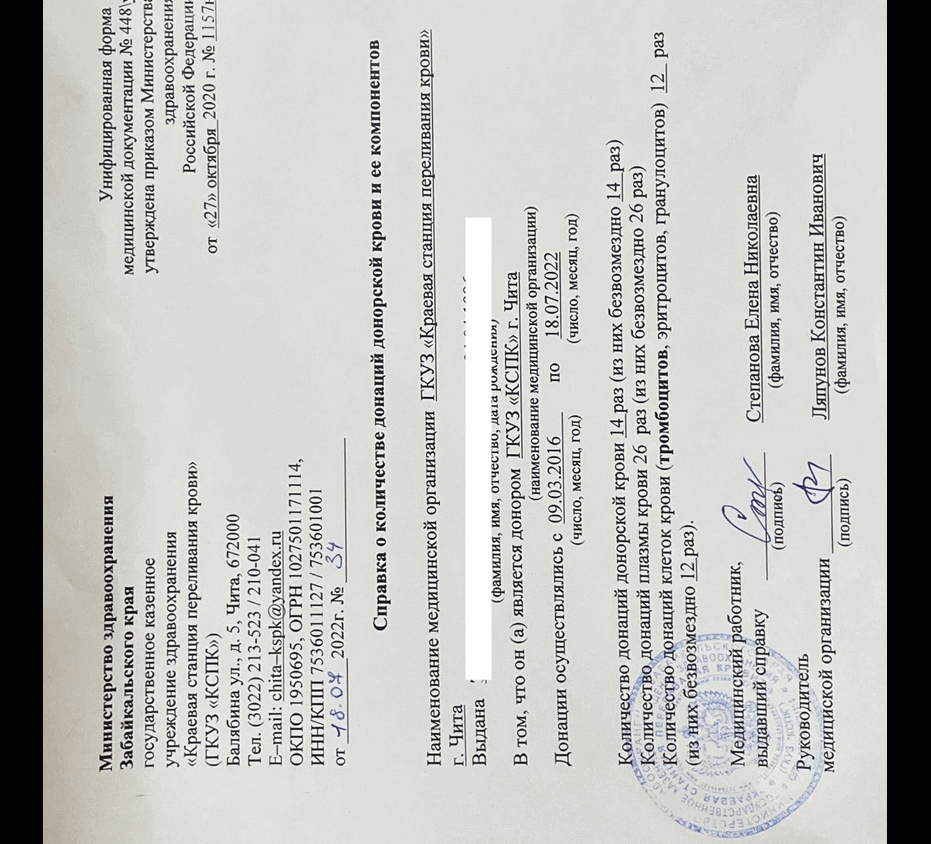 Министерство здравоохранения
Забайкальского края
государственное казенное
учреждение здравоохранения
«Краевая станция переливания крови»
(ГКУЗ «КСПК»)
Балябина ул., д. 5, Чита, 672000
Тел. (3022) 213-523 / 210-041
E-mail: chita-kspk@yandex.ru
ОКПО 1950695, ОГРН 1027501171114,
ИНН/КПП 7536011127 / 753601001
от 18.07 2022г. № 34
Унифицированная форма
медицинской документации № 448\
утверждена приказом Министерства
здравоохранения
Российской Федерации
от «27» октября 2020 г. № 1157
Справка о количестве донаций донорской крови и ее компонентов
Наименование медицинской организации ГКУЗ «Краевая станция переливания крови»
г. Чита
Выдана
(фамилия, имя, отчество, дата рождения)
В том, что он (а) является донором ГКУЗ «КСПК» г. Чита
(наименование медицинской организации)
Донации осуществлялись с 09.03.2016 по 18.07.2022
(число, месяц, год) (число, месяц, год)
Количество донаций донорской крови 14 раз (из них безвозмездно 14 раз)
Количество донаций плазмы крови 26 раз (из них безвозмездно 26 раз)
Количество донаций клеток крови (тромбоцитов, эритроцитов, гранулоцитов) 12 раз
(из них безвозмездно 12 раз).
Медицинский работник,
выдавший справку Степанова Елена Николаевна
(подпись) (фамилия, имя, отчество)
Руководитель
медицинской организации Ляпунов Константин Иванович
(подпись) (фамилия, имя, отчество)